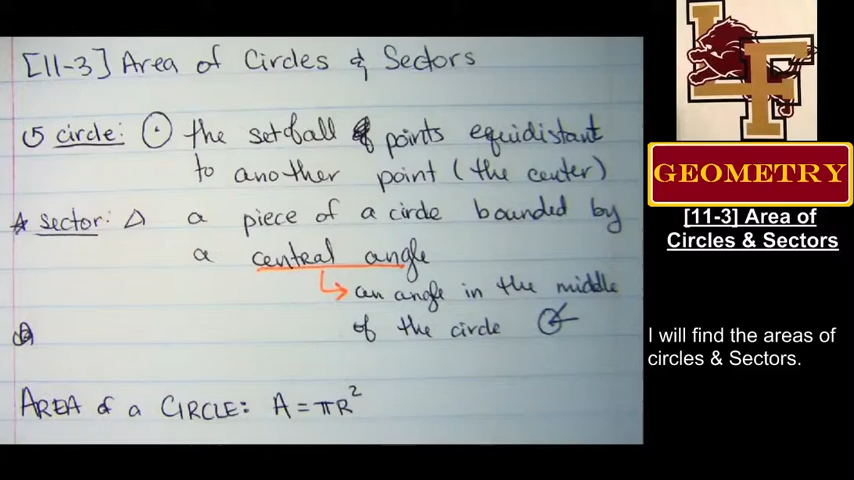 [11-3] Area of Circles & Sectors
circle: the set of all points equidistant
to another point (the center)
sector: a piece of a circle bounded by
a central angle
an angle in the middle
of the circle
AREA of a CIRCLE: A = πR²
LF
GEOMETRY
[11-3] Area of
Circles & Sectors
I will find the areas of
circles & Sectors.